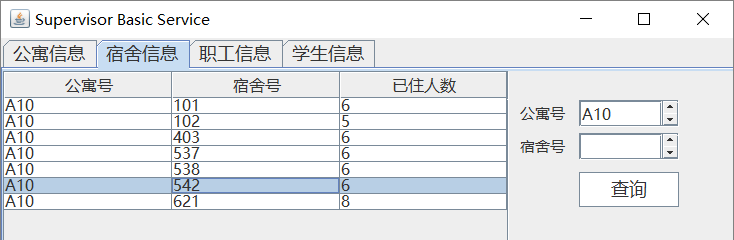 Supervisor Basic Service
公寓信息 宿舍信息 职工信息 学生信息
公寓号 宿舍号 已住人数
A10 101 6
A10 102 5
A10 403 6
A10 537 6
A10 538 6
A10 542 6
A10 621 8
公寓号 A10
宿舍号
查询